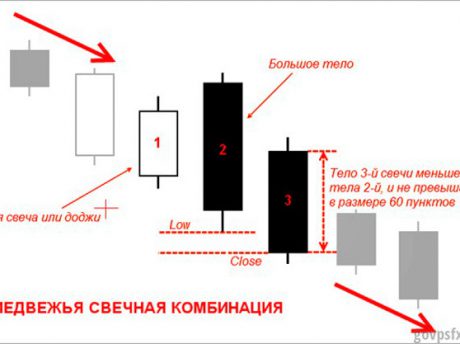 Большое тело
1
2
3
Тело 3-й свечи меньше
тела 2-й, и не превыш
в размере 60 пунктов
я свеча или доджи
Low
Close
МЕДВЕЖЬЯ СВЕЧНАЯ КОМБИНАЦИЯ
govpsfx